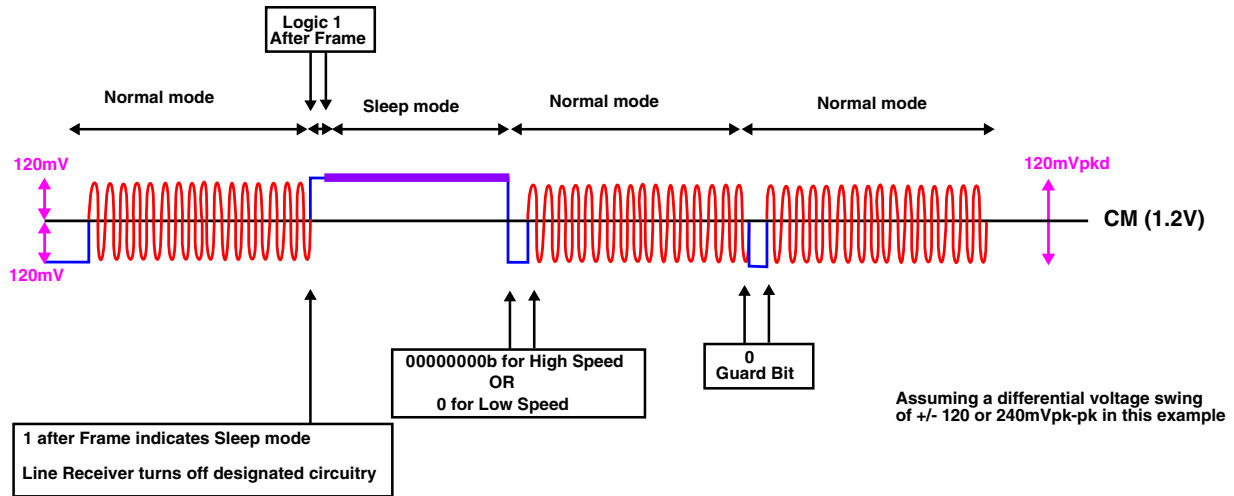 Logic 1
After Frame
Normal mode
Sleep mode
Normal mode
Normal mode
120mV
120mVpkd
CM (1.2V)
120mV
00000000b for High Speed
OR
0 for Low Speed
0
Guard Bit
Assuming a differential voltage swing
of +/- 120 or 240mVpk-pk in this example
1 after Frame indicates Sleep mode
Line Receiver turns off designated circuitry